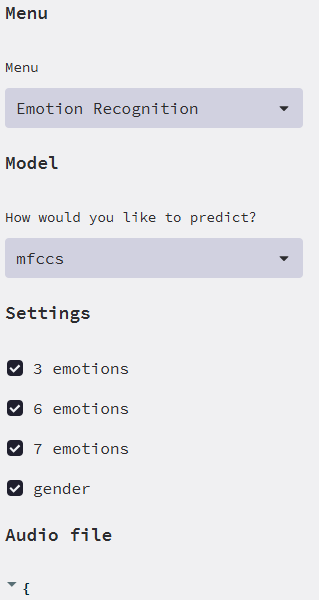 Menu
Menu
Emotion Recognition
Model
How would you like to predict?
mfccs
Settings
3 emotions
6 emotions
7 emotions
gender
Audio file
{